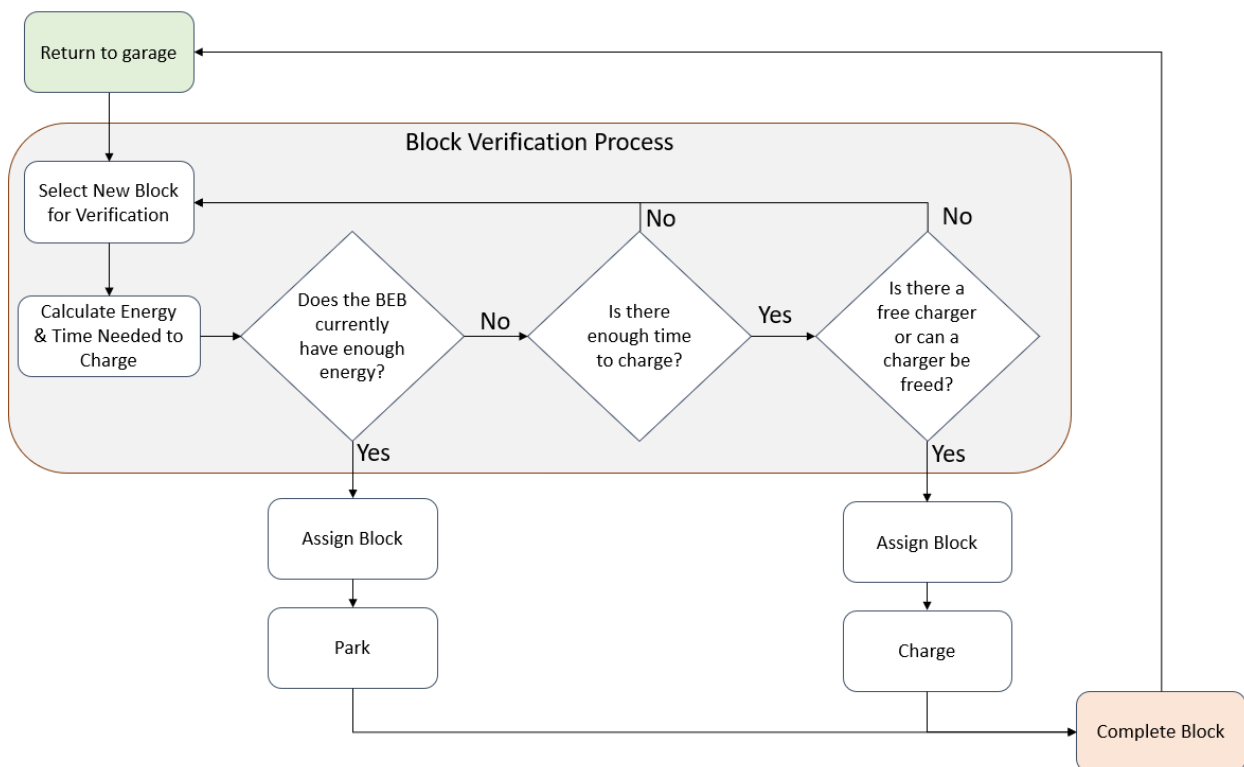 Return to garage
Block Verification Process
Select New Block
for Verification
No
No
Calculate Energy
& Time Needed to
Charge
Does the BEB
currently
have enough
energy?
No
Is there
enough time
to charge?
Yes
Is there a
free charger
or can a
charger be
freed?
Yes
Yes
Assign Block
Assign Block
Park
Charge
Complete Block